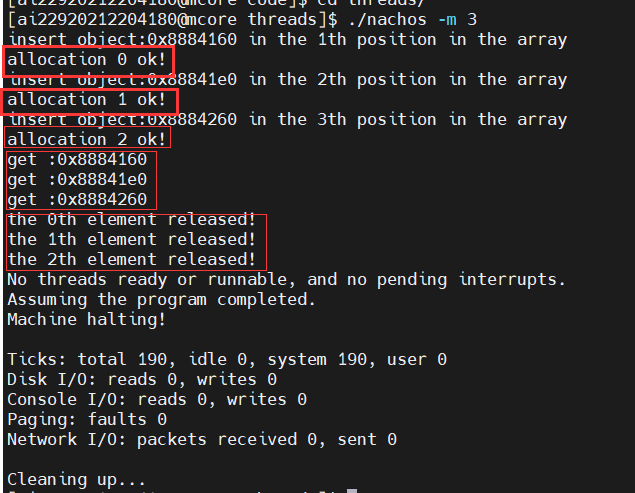 [ai22920212204180@mcore code]$ cd threads/
[ai22920212204180@mcore threads]$ ./nachos -m 3
insert object:0x8884160 in the 1th position in the array
allocation 0 ok!
insert object:0x88841e0 in the 2th position in the array
allocation 1 ok!
insert object:0x8884260 in the 3th position in the array
allocation 2 ok!
get :0x8884160
get :0x88841e0
get :0x8884260
the 0th element released!
the 1th element released!
the 2th element released!
No threads ready or runnable, and no pending interrupts.
Assuming the program completed.
Machine halting!
Ticks: total 190, idle 0, system 190, user 0
Disk I/O: reads 0, writes 0
Console I/O: reads 0, writes 0
Paging: faults 0
Network I/O: packets received 0, sent 0
Cleaning up...